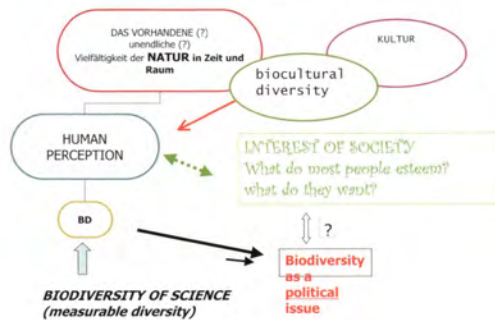 DAS VORHANDENE (?)
unendliche (?)
Vielfältigkeit der NATUR in Zeit und
Raum
KULTUR
biocultural
diversity
HUMAN
PERCEPTION
INTEREST OF SOCIETY
What do most people esteem?
what do they want?
BD
?
Biodiversity
as a
political
issue
BIODIVERSITY OF SCIENCE
(measurable diversity)